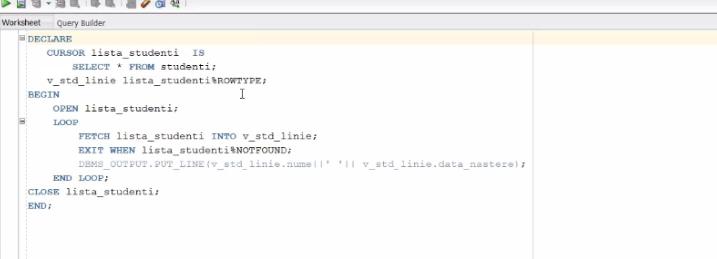 Worksheet Query Builder
DECLARE
CURSOR lista_studenti IS
SELECT * FROM studenti;
v_std_linie lista_studenti%ROWTYPE;
BEGIN
OPEN lista_studenti;
LOOP
FETCH lista_studenti INTO v_std_linie;
EXIT WHEN lista_studenti%NOTFOUND;
DBMS_OUTPUT.PUT_LINE(v_std_linie.nume||' '|| v_std_linie.data_nastere);
END LOOP;
CLOSE lista_studenti;
END;